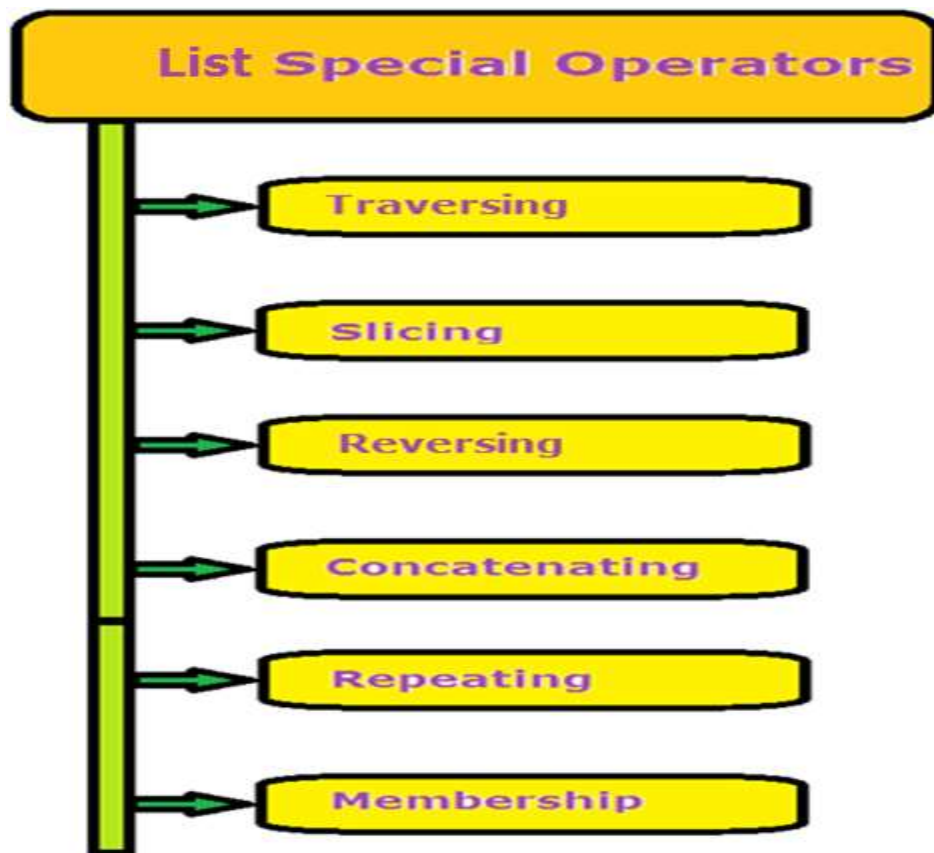 List Special Operators
Traversing
Slicing
Reversing
Concatenating
Repeating
Membership